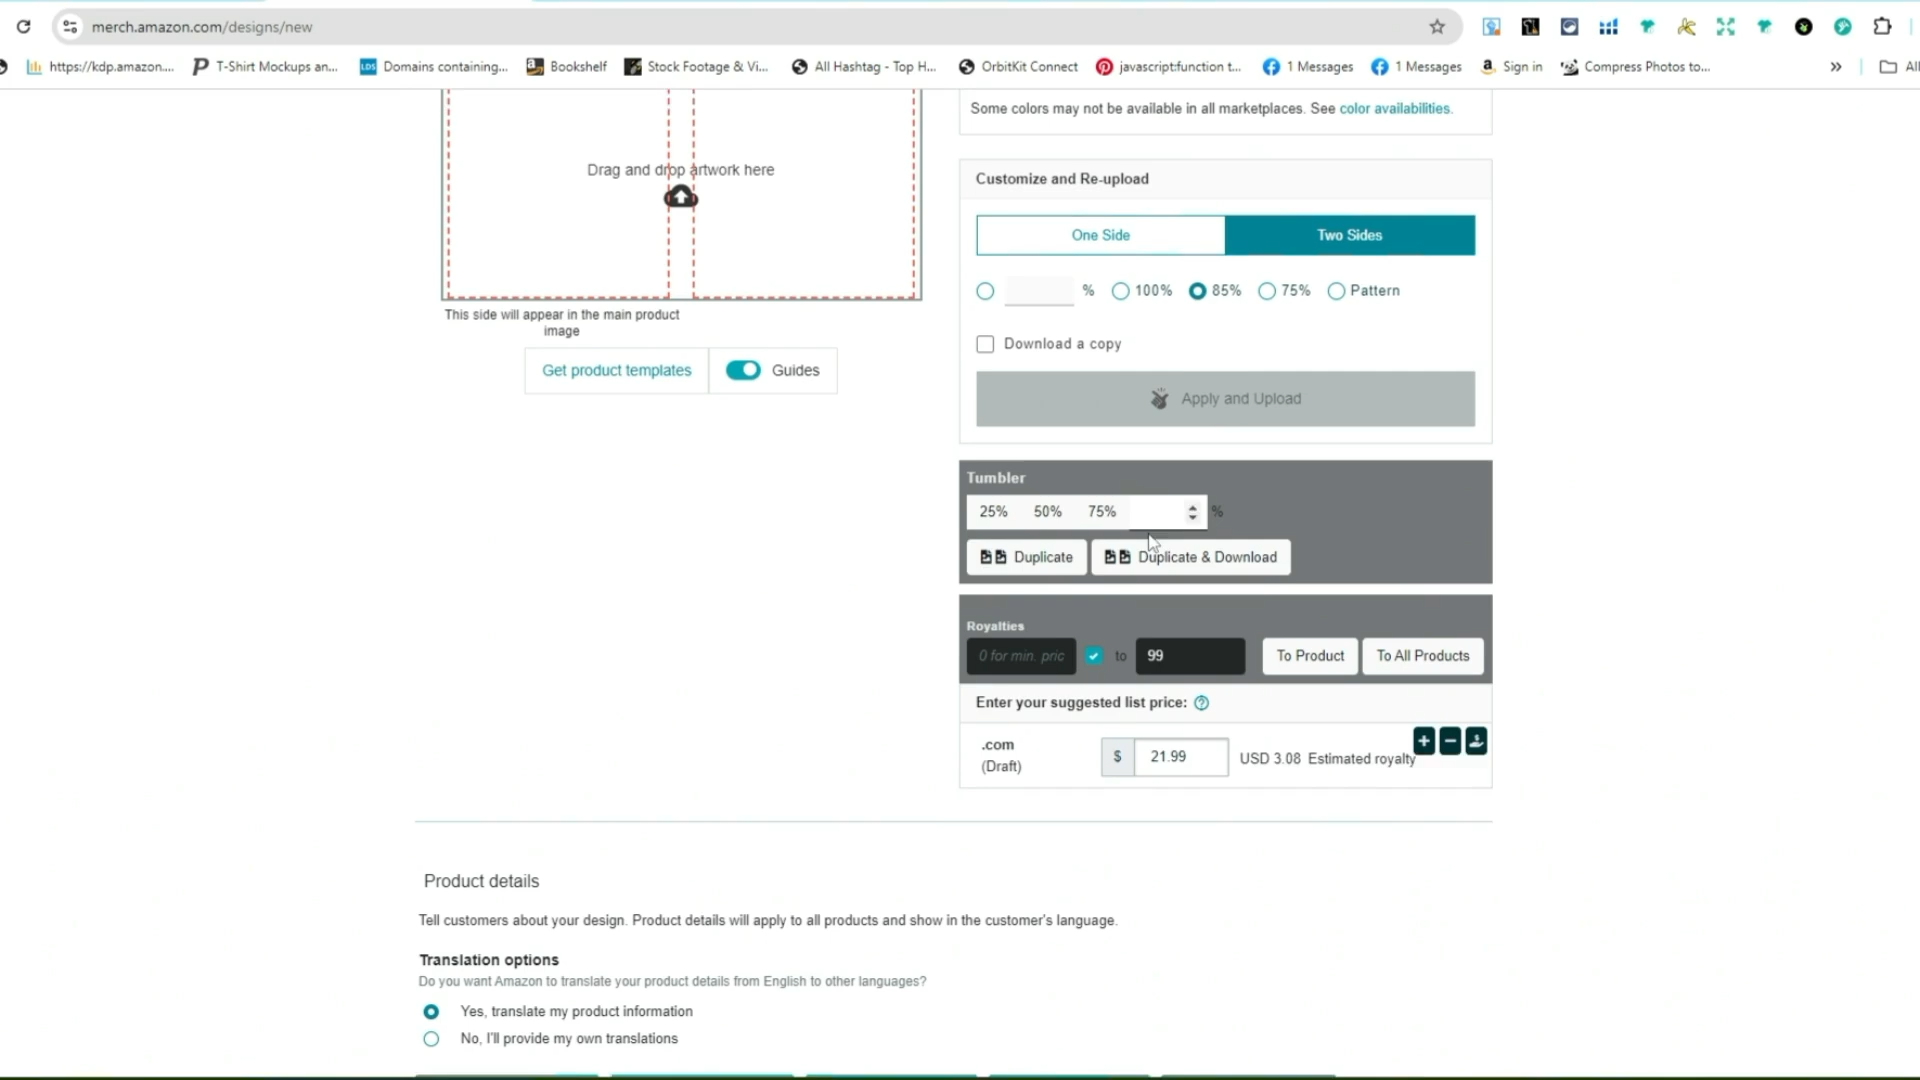 merch.amazon.com/designs/new
https://kdp.amazon.... T-Shirt Mockups an... Domains containing... Bookshelf Stock Footage & Vi... All Hashtag - Top H... OrbitKit Connect javascript:function t... 1 Messages 1 Messages Sign in Compress Photos to... » All
Some colors may not be available in all marketplaces. See color availabilities.
Drag and drop artwork here
This side will appear in the main product
image
Get product templates Guides
Customize and Re-upload
One Side Two Sides
% 100% 85% 75% Pattern
Download a copy
Apply and Upload
Tumbler
25% 50% 75% %
Duplicate Duplicate & Download
Royalties
0 for min. pric to 99 To Product To All Products
Enter your suggested list price:
.com
(Draft)
$ 21.99 USD 3.08 Estimated royalty
Product details
Tell customers about your design. Product details will apply to all products and show in the customer's language.
Translation options
Do you want Amazon to translate your product details from English to other languages?
Yes, translate my product information
No, I'll provide my own translations